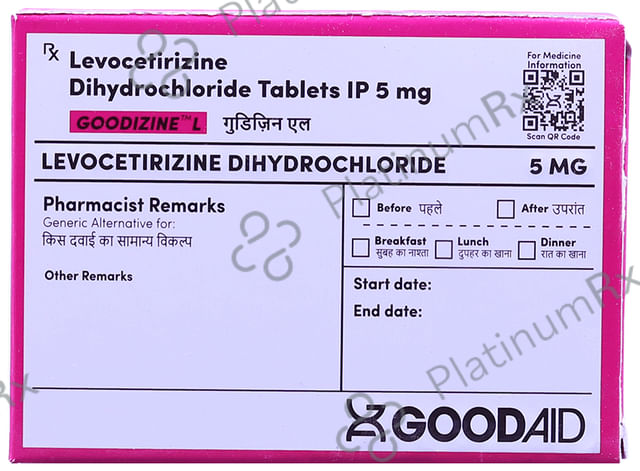 Rx Levocetirizine
Dihydrochloride Tablets IP 5 mg
GOODIZINE™ L गुडिज़िन एल
For Medicine
Information
Scan QR Code
LEVOCETIRIZINE DIHYDROCHLORIDE 5 MG
Pharmacist Remarks
Generic Alternative for:
किस दवाई का सामान्य विकल्प
Other Remarks
Before पहले After उपरांत
Breakfast Lunch Dinner
सुबह का नाश्ता दुपहर का खाना रात का खाना
Start date:
End date:
GOODAID
PlatinumRx
PlatinumRx
PlatinumRx
PlatinumRx